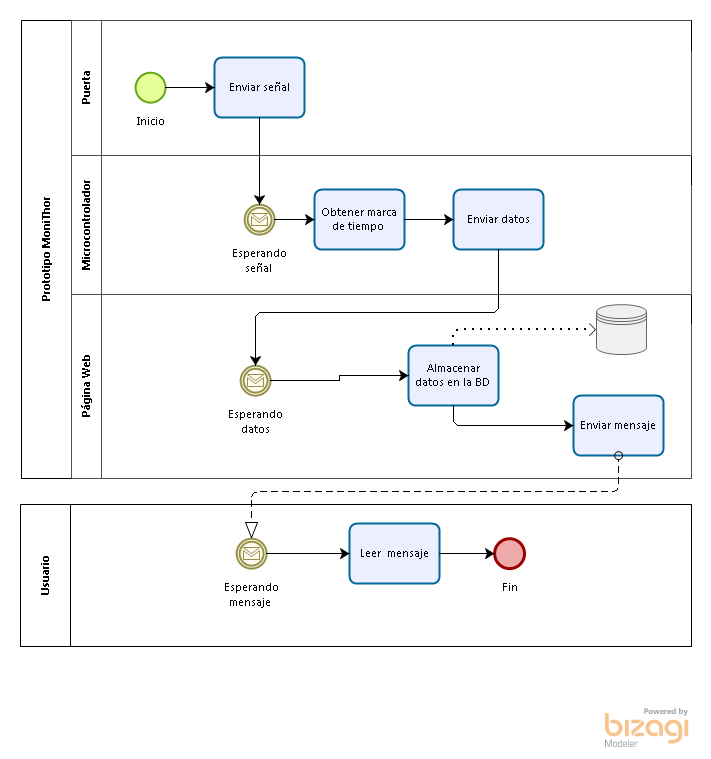 Prototipo MoniThor
Puerta
Inicio
Enviar señal
Microcontrolador
Esperando
señal
Obtener marca
de tiempo
Enviar datos
Página Web
Esperando
datos
Almacenar
datos en la BD
Enviar mensaje
Usuario
Esperando
mensaje
Leer mensaje
Fin
Powered by
bizagi
Modeler